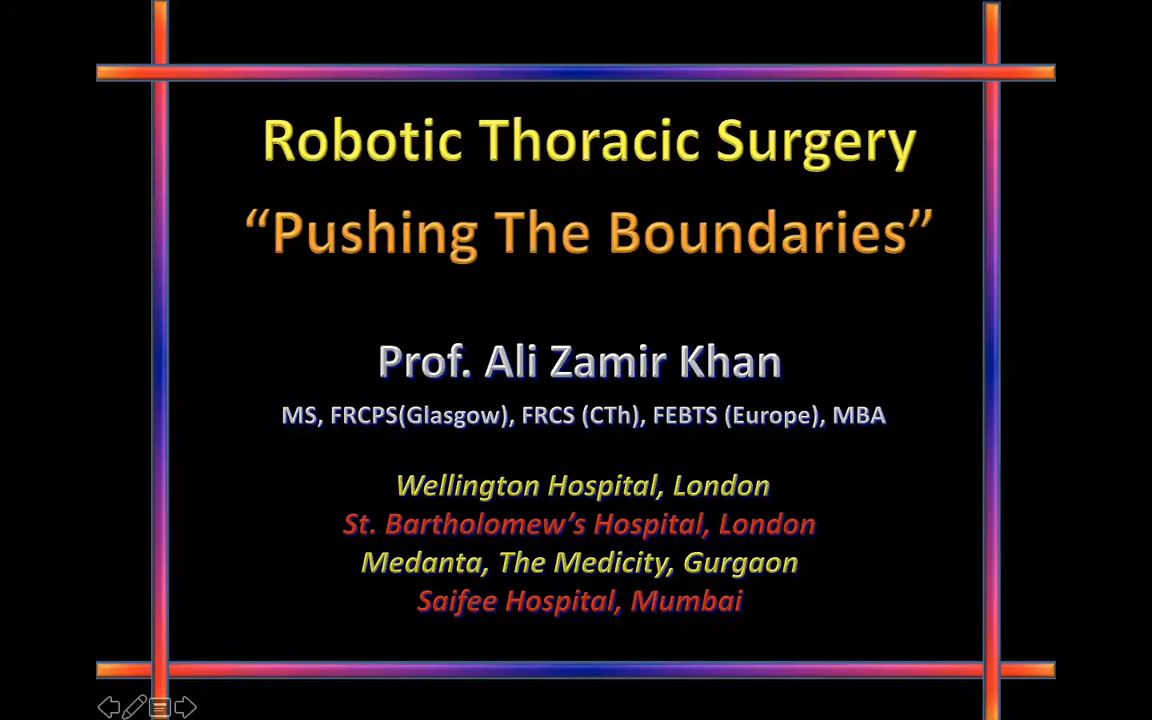 Robotic Thoracic Surgery
“Pushing The Boundaries”
Prof. Ali Zamir Khan
MS, FRCPS(Glasgow), FRCS (CTh), FEBTS (Europe), MBA
Wellington Hospital, London
St. Bartholomew’s Hospital, London
Medanta, The Medicity, Gurgaon
Saifee Hospital, Mumbai